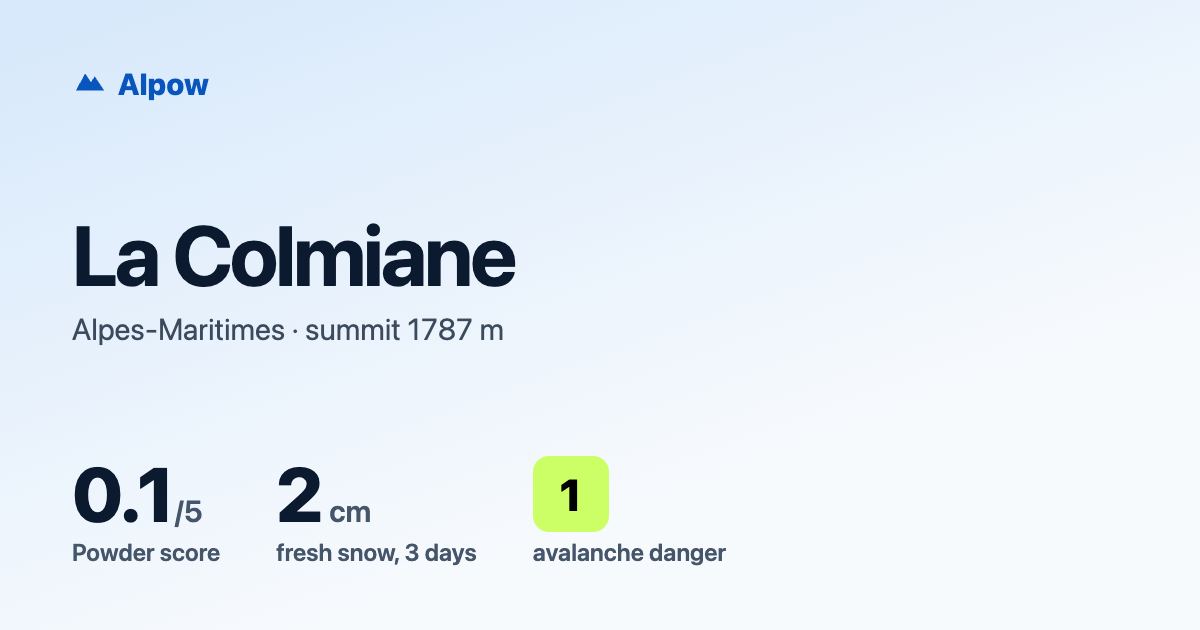 Alpow
La Colmiane
Alpes-Maritimes · summit 1787 m
0.1/5
Powder score
2 cm
fresh snow, 3 days
1
avalanche danger